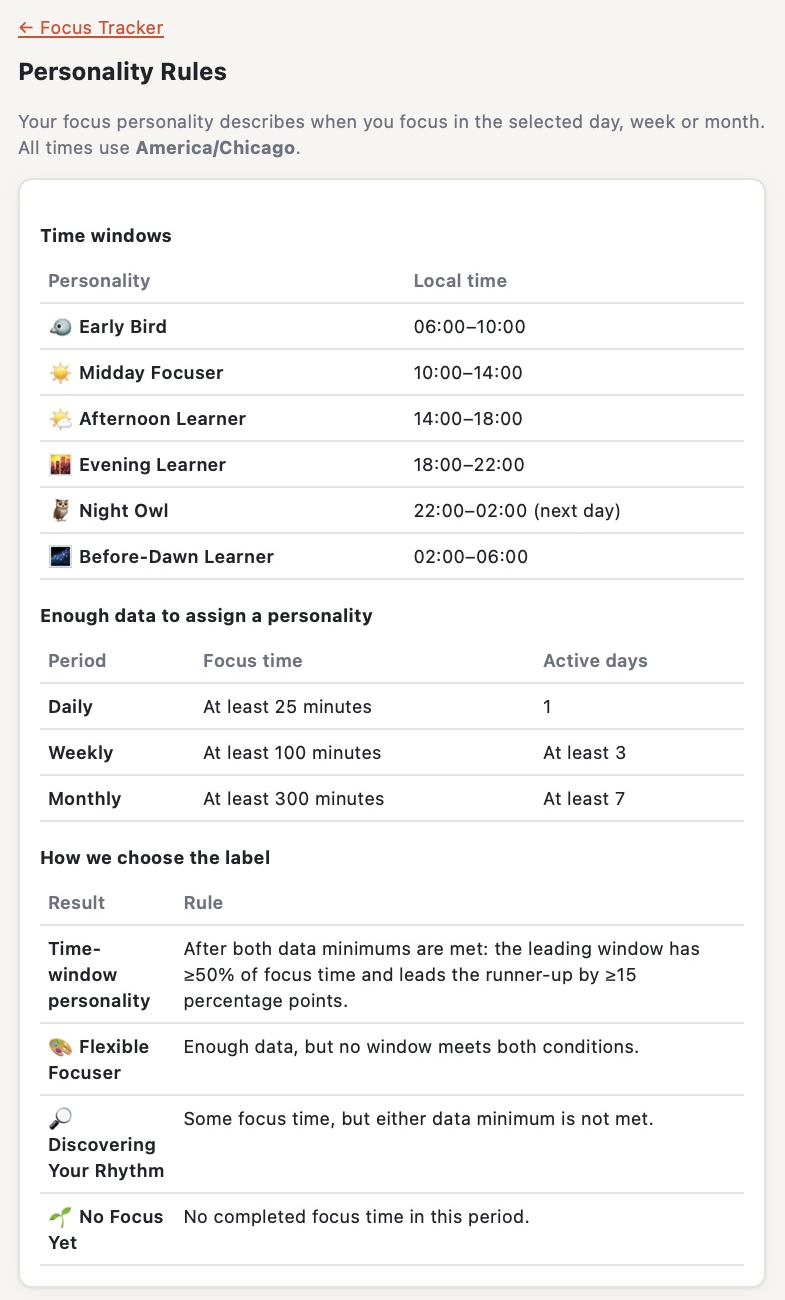 ← Focus Tracker
Personality Rules
Your focus personality describes when you focus in the selected day, week or month.
All times use America/Chicago.
Time windows
Personality Local time
Early Bird 06:00–10:00
Midday Focuser 10:00–14:00
Afternoon Learner 14:00–18:00
Evening Learner 18:00–22:00
Night Owl 22:00–02:00 (next day)
Before-Dawn Learner 02:00–06:00
Enough data to assign a personality
Period Focus time Active days
Daily At least 25 minutes 1
Weekly At least 100 minutes At least 3
Monthly At least 300 minutes At least 7
How we choose the label
Result Rule
Time-
window
personality
After both data minimums are met: the leading window has
≥50% of focus time and leads the runner-up by ≥15
percentage points.
Flexible
Focuser
Enough data, but no window meets both conditions.
Discovering
Your Rhythm
Some focus time, but either data minimum is not met.
No Focus
Yet
No completed focus time in this period.